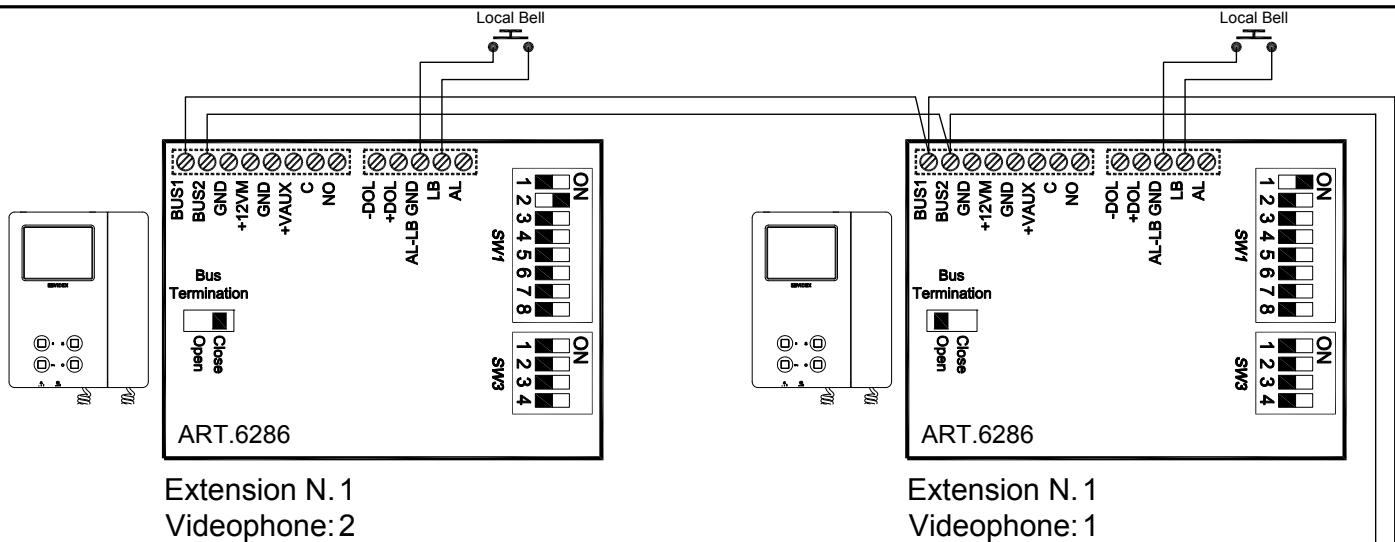 Local Bell
BUS1
BUS2
GND
+12VM
GND
+VAUX
C
NO
-DOL
+DOL
AL-LB GND
LB
AL
1 2 3 4 5 6 7 8
ON
SW1
1 2 3 4
ON
SW3
Bus
Termination
Open
Close
VIDEX
ART.6286
Extension N.1
Videophone:2
Local Bell
BUS1
BUS2
GND
+12VM
GND
+VAUX
C
NO
-DOL
+DOL
AL-LB GND
LB
AL
1 2 3 4 5 6 7 8
ON
SW1
1 2 3 4
ON
SW3
Bus
Termination
Open
Close
VIDEX
ART.6286
Extension N.1
Videophone:1